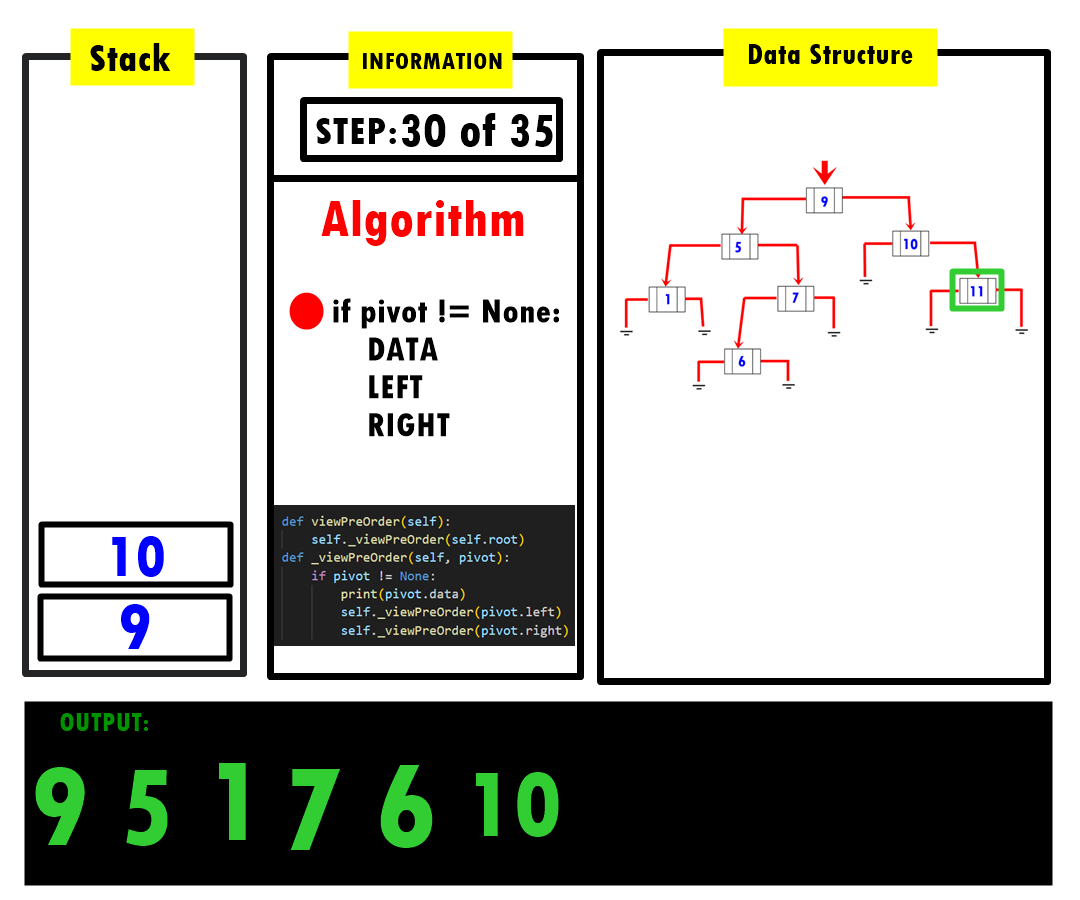 Stack
10
9
INFORMATION
STEP:30 of 35
Algorithm
if pivot != None:
DATA
LEFT
RIGHT
def viewPreOrder(self):
self._viewPreOrder(self.root)
def _viewPreOrder(self, pivot):
if pivot != None:
print(pivot.data)
self._viewPreOrder(pivot.left)
self._viewPreOrder(pivot.right)
Data Structure
9
5
10
1
7
11
6
OUTPUT:
9 5 1 7 6 10